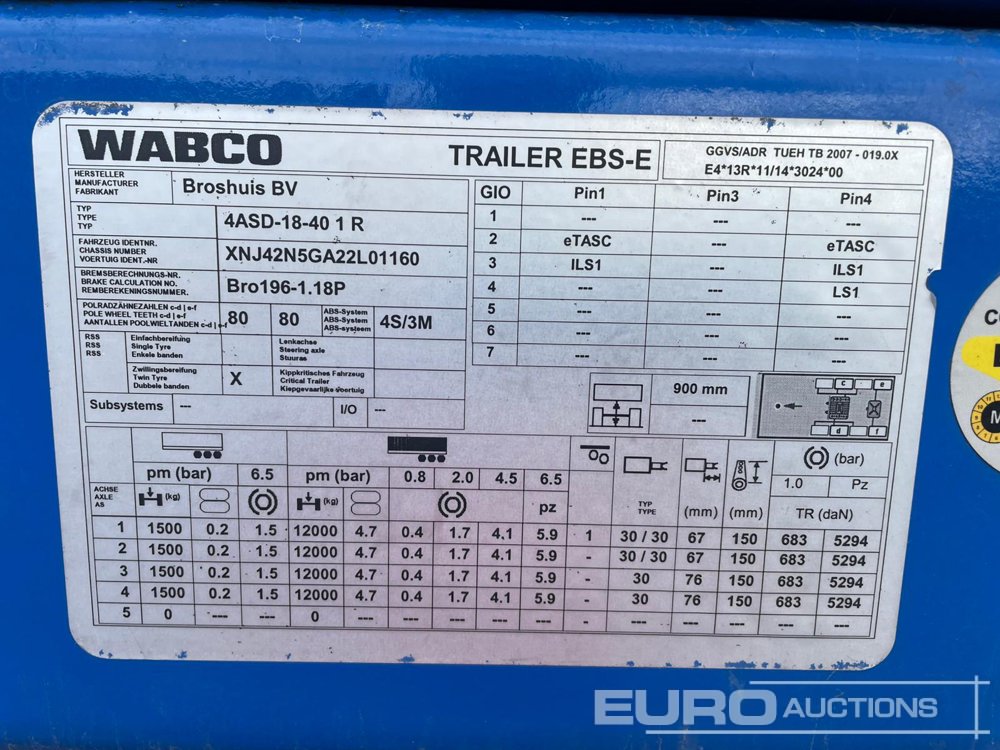 WABCO
TRAILER EBS-E
GGVS/ADR TUEH TB 2007 - 019.0X
E4*13R*11/14*3024*00
HERSTELLER
MANUFACTURER
FABRIKANT
Broshuis BV
TYP
TYPE
TYP
4ASD-18-40 1 R
FAHRZEUG IDENTNR.
CHASSIS NUMBER
VOERTUIG IDENT.-NR
XNJ42N5GA22L01160
BREMSBERECHNUNGS-NR.
BRAKE CALCULATION NO.
REMBEREKENINGSNUMMER.
Bro196-1.18P
POLRADZÄHNEZAHLEN c-d | e-f
POLE WHEEL TEETH c-d | e-f
AANTALLEN POOLWIELTANDEN c-d | e-f
80 80
ABS-System
ABS-System
ABS-systeem
4S/3M
RSS
RSS
RSS
Einfachbereifung
Single Tyre
Enkele banden
Lenkachse
Steering axle
Stuuras
Zwillingsbereifung
Twin Tyre
Dubbele banden
X
Kippkritisches Fahrzeug
Critical Trailer
Kiepgevaarlijke voertuig
Subsystems ---
I/O ---
GIO Pin1 Pin3 Pin4
1 --- --- ---
2 eTASC --- eTASC
3 ILS1 --- ILS1
4 --- --- LS1
5 --- --- ---
6 --- --- ---
7 --- --- ---
900 mm
---
c e
d f
pm (bar) 6.5 pm (bar) 0.8 2.0 4.5 6.5
(bar)
1.0 Pz
ACHSE
AXLE
AS
(kg) (kg) pz
TYP
TYPE
(mm) (mm) TR (daN)
1 1500 0.2 1.5 12000 4.7 0.4 1.7 4.1 5.9 1 30 / 30 67 150 683 5294
2 1500 0.2 1.5 12000 4.7 0.4 1.7 4.1 5.9 - 30 / 30 67 150 683 5294
3 1500 0.2 1.5 12000 4.7 0.4 1.7 4.1 5.9 - 30 76 150 683 5294
4 1500 0.2 1.5 12000 4.7 0.4 1.7 4.1 5.9 - 30 76 150 683 5294
5 0 --- --- 0 --- --- --- --- --- - --- --- --- --- ---
M
EURO AUCTIONS